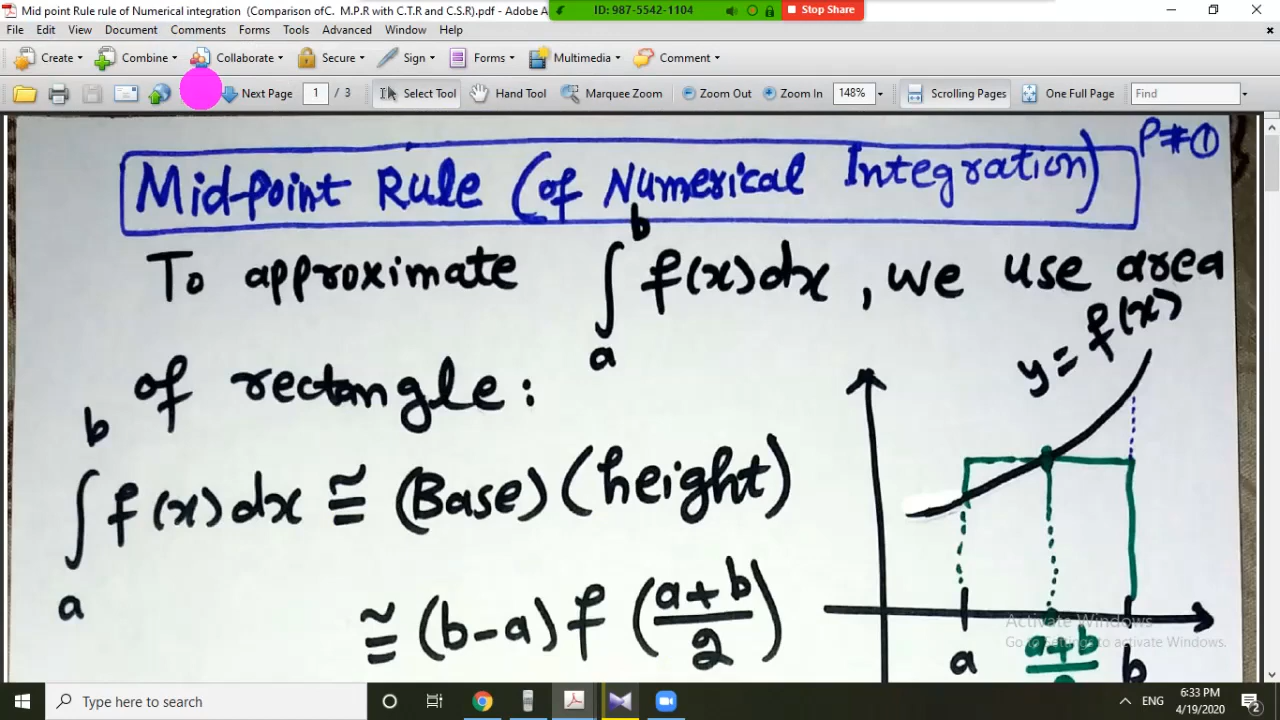 Mid point Rule rule of Numerical integration (Comparison ofC. M.P.R with C.T.R and C.S.R).pdf - Adobe A
ID: 987-5542-1104
Stop Share
File Edit View Document Comments Forms Tools Advanced Window Help
Create Combine Collaborate Secure Sign Forms Multimedia Comment
Next Page 1 / 3 Select Tool Hand Tool Marquee Zoom Zoom Out Zoom In 148% Scrolling Pages One Full Page Find
P#①
Mid-point Rule (of Numerical Integration)
To approximate ∫_a^b f(x)dx, we use area
of rectangle:
y = f(x)
∫_a^b f(x)dx ≅ (Base)(height)
≅ (b-a) f (a+b/2)
a a+b b
Activate Windows
Go to Settings to activate Windows.
Type here to search
ENG
6:33 PM
4/19/2020
2